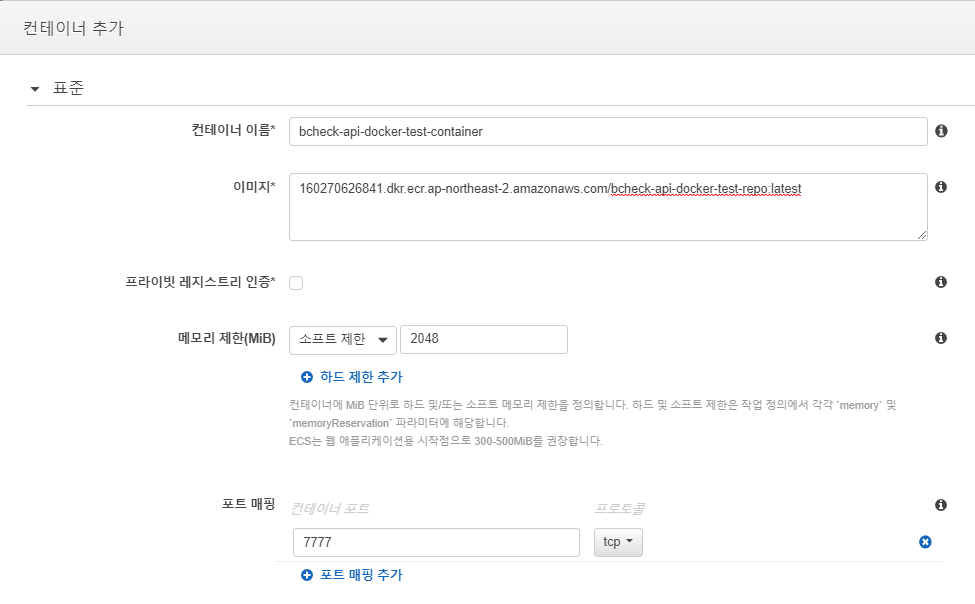 컨테이너 추가
표준
컨테이너 이름*
bcheck-api-docker-test-container
이미지*
160270626841.dkr.ecr.ap-northeast-2.amazonaws.com/bcheck-api-docker-test-repo:latest
프라이빗 레지스트리 인증*
메모리 제한(MiB)
소프트 제한
2048
하드 제한 추가
컨테이너에 MiB 단위로 하드 및/또는 소프트 메모리 제한을 정의합니다. 하드 및 소프트 제한은 작업 정의에서 각각 `memory` 및
`memoryReservation` 파라미터에 해당합니다.
ECS는 웹 애플리케이션용 시작점으로 300-500MiB를 권장합니다.
포트 매핑
컨테이너 포트
프로토콜
7777
tcp
포트 매핑 추가